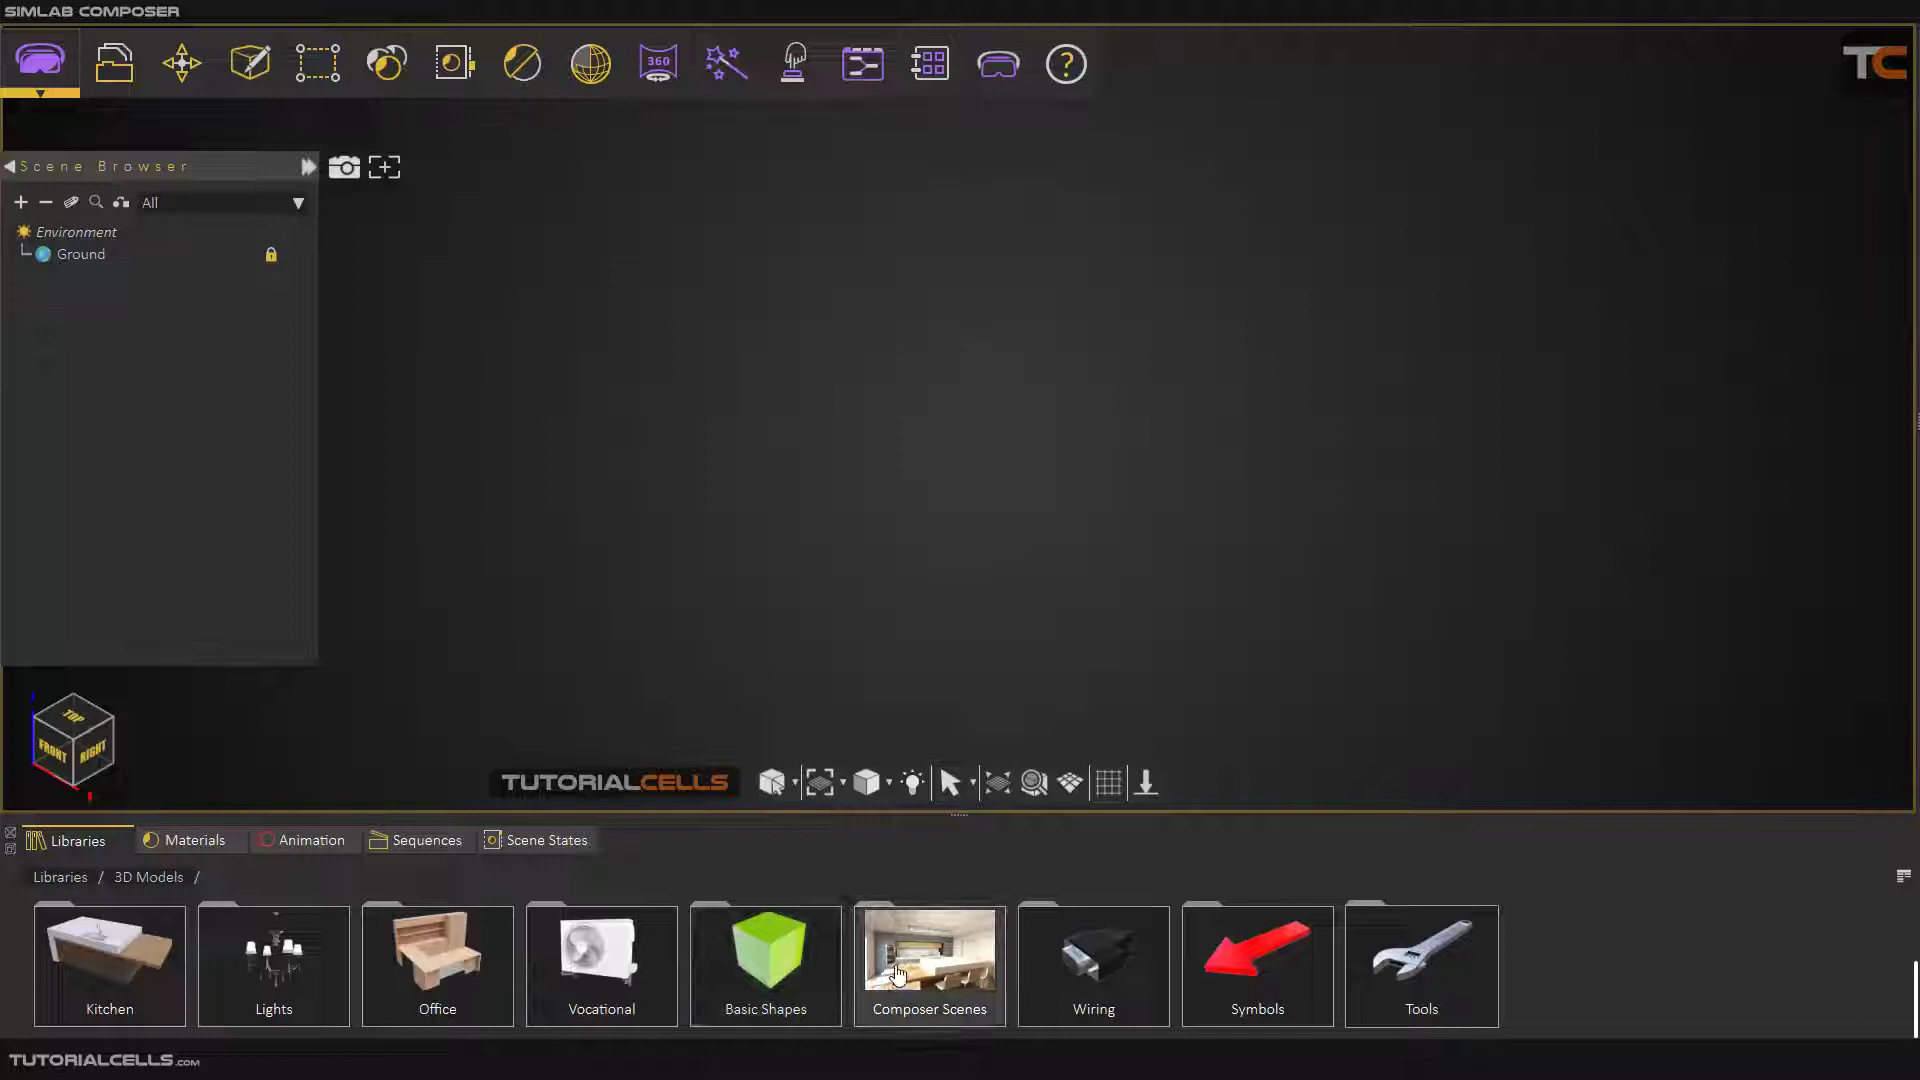 SIMLAB COMPOSER
360
?
TC
Scene Browser
All
Environment
Ground
TOP
FRONT
RIGHT
TUTORIALCELLS
Libraries
Materials
Animation
Sequences
Scene States
Libraries / 3D Models /
Kitchen
Lights
Office
Vocational
Basic Shapes
Composer Scenes
Wiring
Symbols
Tools
TUTORIALCELLS.COM